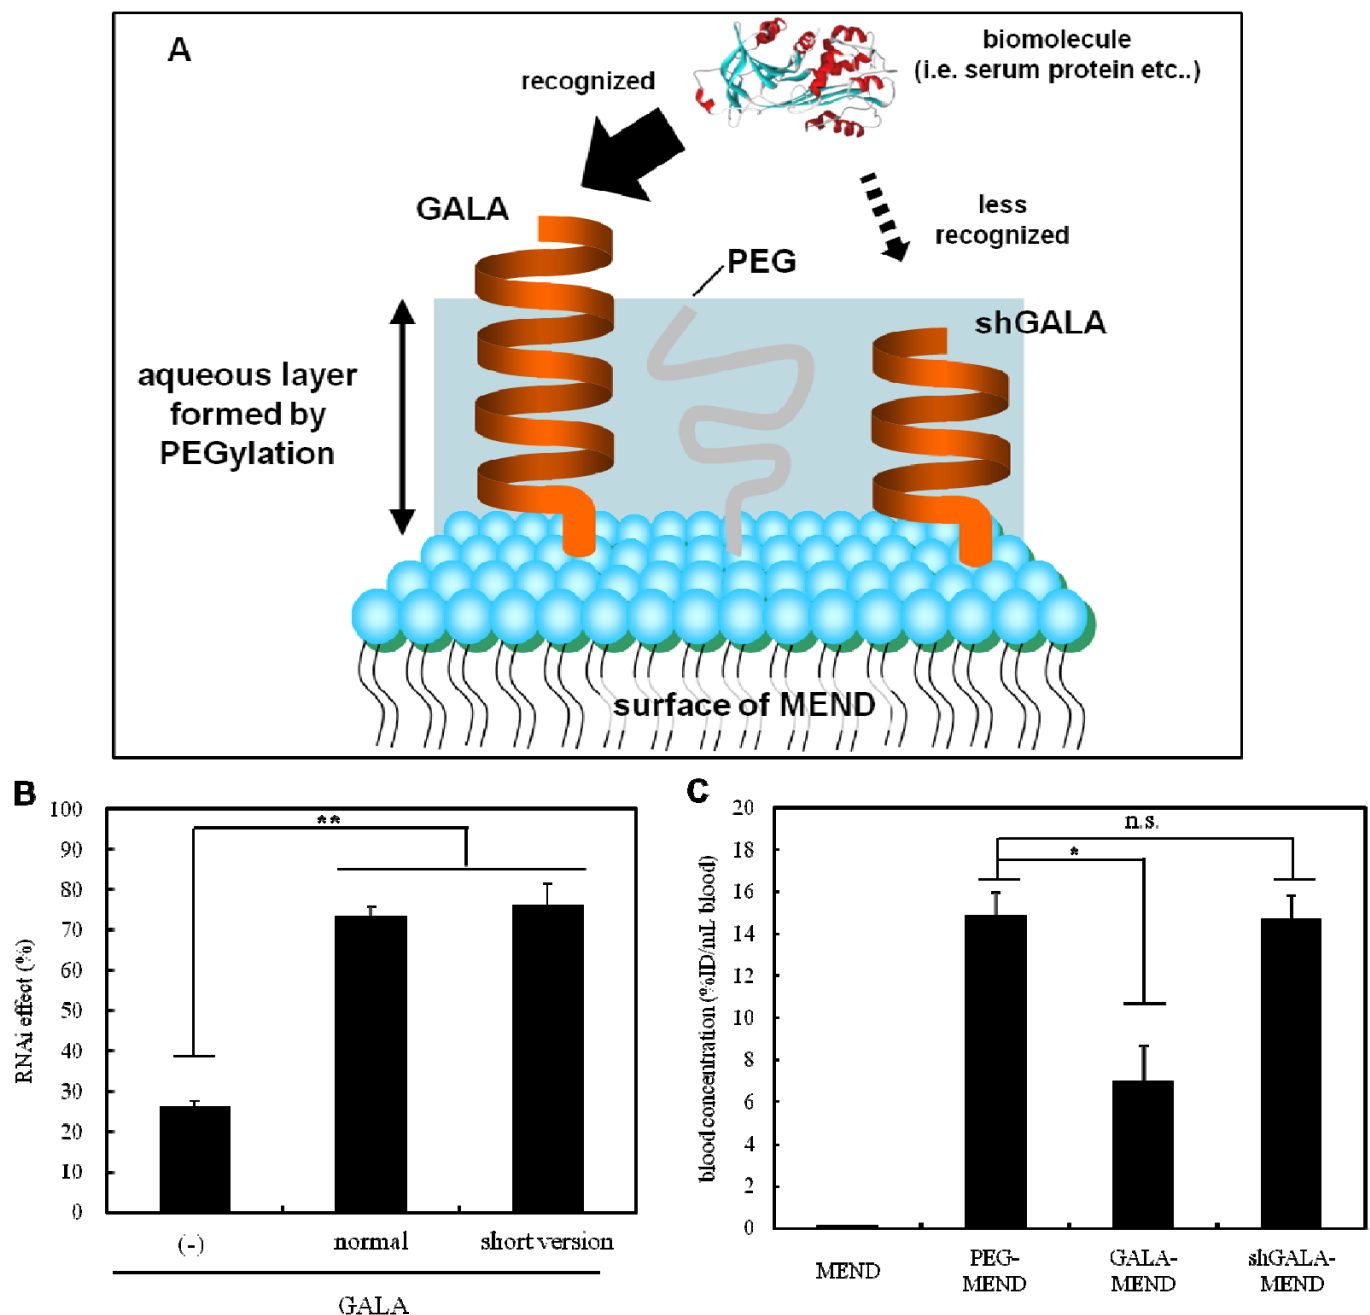 A
biomolecule
(i.e. serum protein etc..)
recognized
GALA
less
recognized
PEG
shGALA
aqueous layer
formed by
PEGylation
surface of MEND
B
100
90
80
70
60
50
40
30
20
10
0
RNAi effect (%)
**
(-)
normal
short version
GALA
C
20
18
16
14
12
10
8
6
4
2
0
blood concentration (%ID/mL blood)
n.s.
*
MEND
PEG-
MEND
GALA-
MEND
shGALA-
MEND